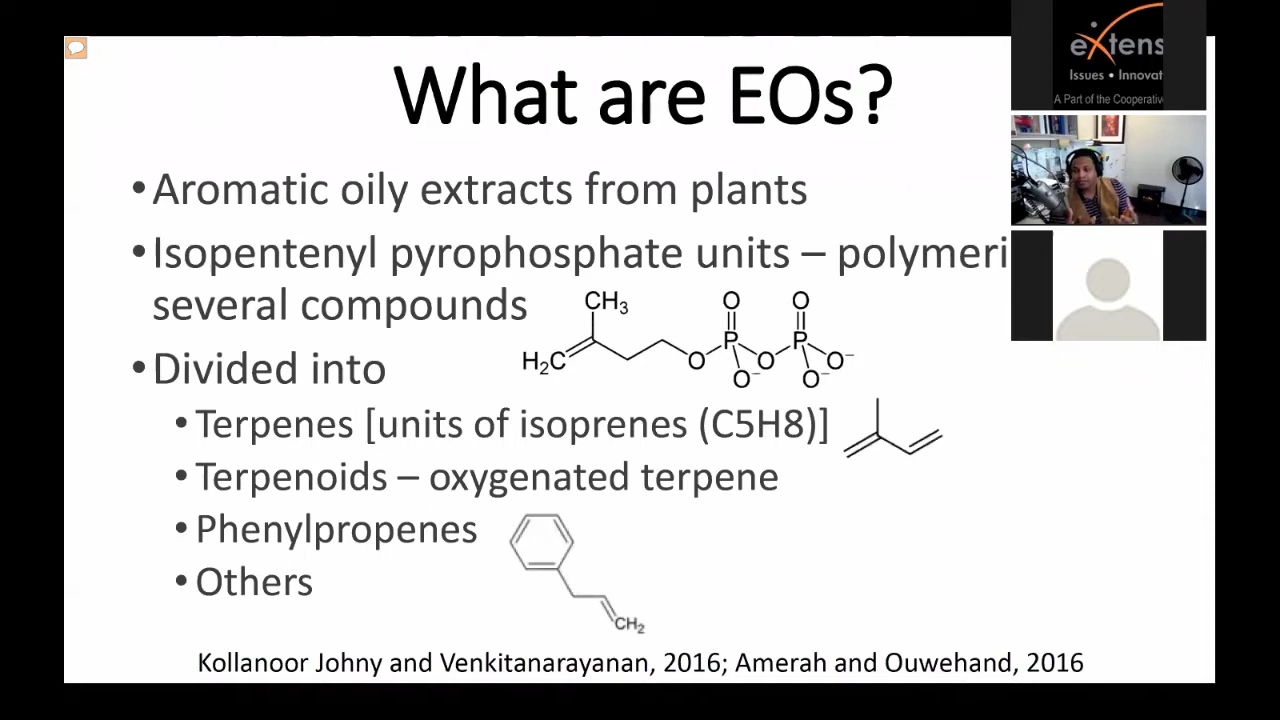 What are EOs?
• Aromatic oily extracts from plants
• Isopentenyl pyrophosphate units – polymeri
several compounds
CH3
O
O
P
P
H2C
O
O
O–
O–
O–
• Divided into
• Terpenes [units of isoprenes (C5H8)]
• Terpenoids – oxygenated terpene
• Phenylpropenes
• Others
CH2
Kollanoor Johny and Venkitanarayanan, 2016; Amerah and Ouwehand, 2016
eXtens
Issues • Innovat
A Part of the Cooperativ